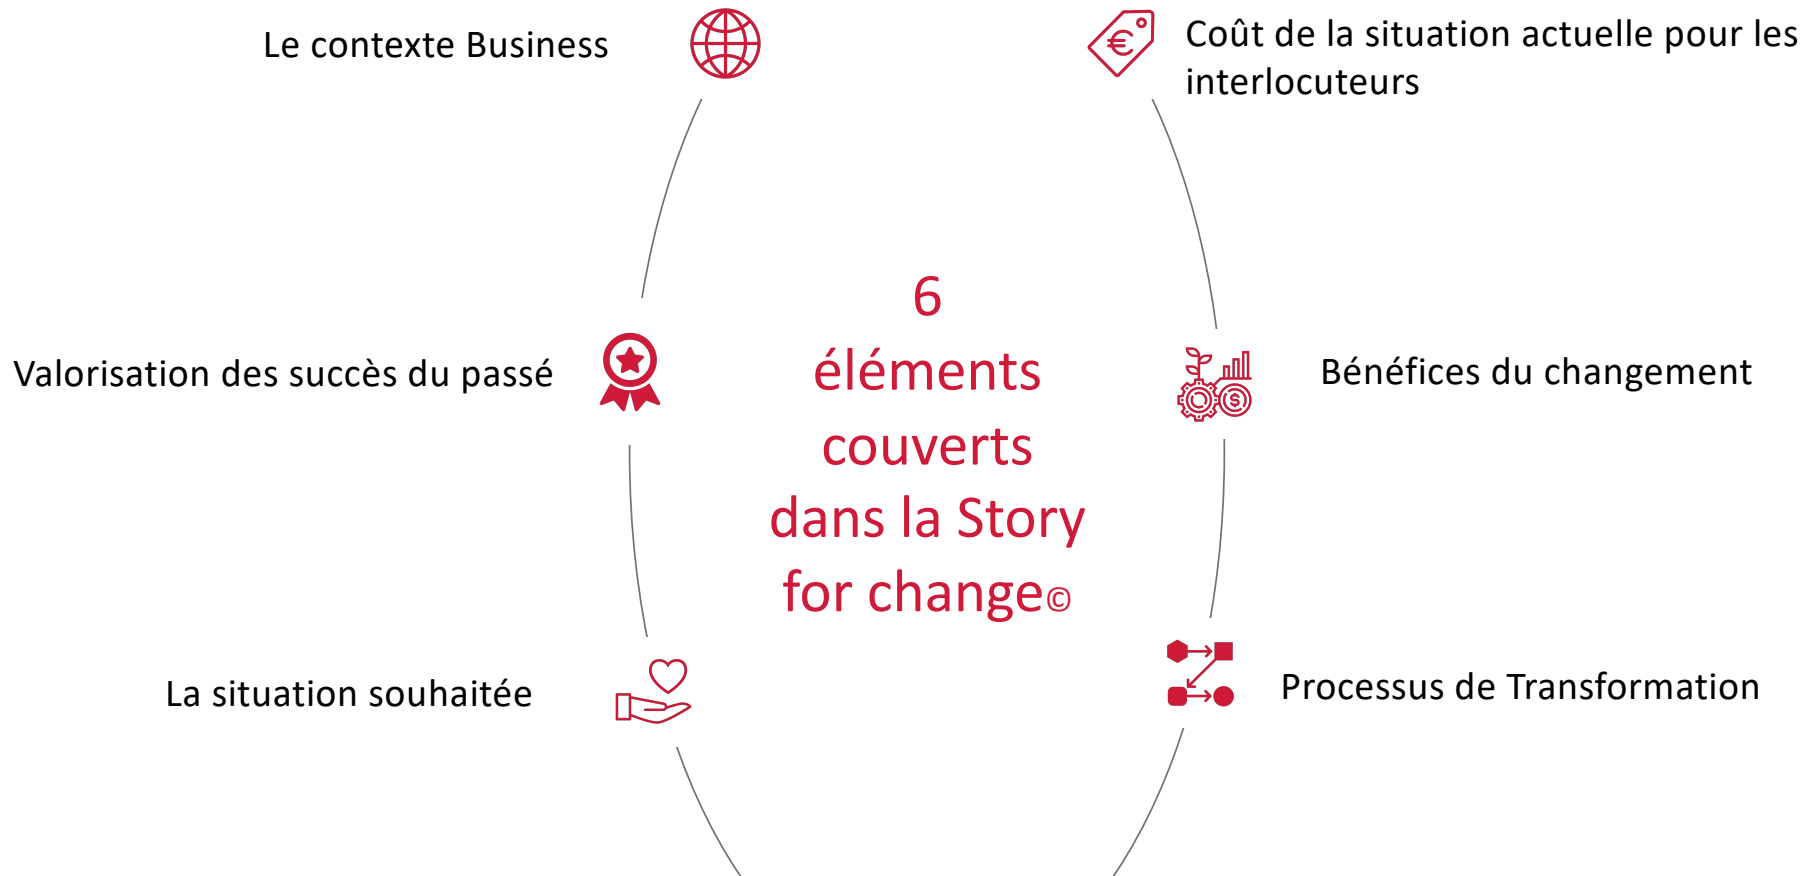 Le contexte Business
Coût de la situation actuelle pour les
interlocuteurs
6
éléments
couverts
dans la Story
for change©
Valorisation des succès du passé
Bénéfices du changement
La situation souhaitée
Processus de Transformation